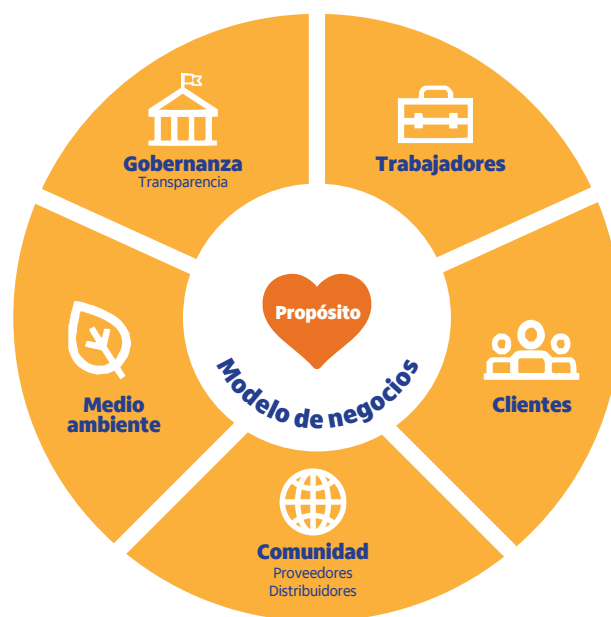 Gobernanza
Transparencia
Trabajadores
Propósito
Modelo de negocios
Medio
ambiente
Clientes
Comunidad
Proveedores
Distribuidores